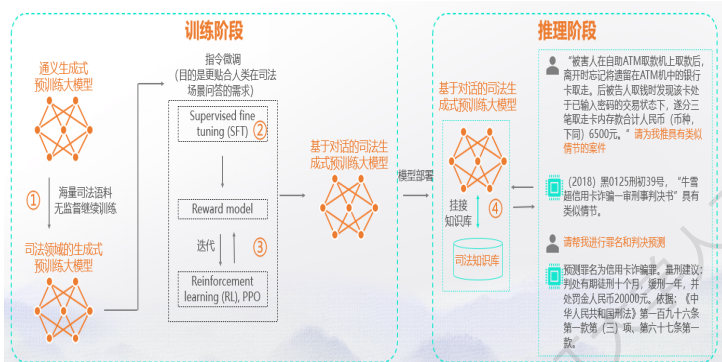 训练阶段
通义生成式
预训练大模型
①
海量司法语料
无监督继续训练
司法领域的生成式
预训练大模型
指令微调
(目的是更贴合人类在司法
场景问答的需求)
Supervised fine
tuning (SFT)
②
Reward model
迭代
③
Reinforcement
learning (RL), PPO
基于对话的司法生
成式预训练大模型
模型部署
推理阶段
基于对话的司法生
成式预训练大模型
挂接
知识库
④
司法知识库
“被害人在自助ATM取款机上取款后，
离开时忘记将遗留在ATM机中的银行
卡取走。后被告人取钱时发现该卡处
于已输入密码的交易状态下，遂分三
笔取走卡内存款合计人民币（币种，
下同）6500元。”请为我推具有类似
情节的案件
（2018）黑0125刑初39号，“牛雪
超信用卡诈骗一审刑事判决书”具有
类似情节。
请帮我进行罪名和判决预测
预测罪名为信用卡诈骗罪。量刑建议：
判处有期徒刑十个月，缓刑一年，并
处罚金人民币20000元。依据：《中
华人民共和国刑法》第一百九十六条
第一款第（三）项、第六十七条第一
款。